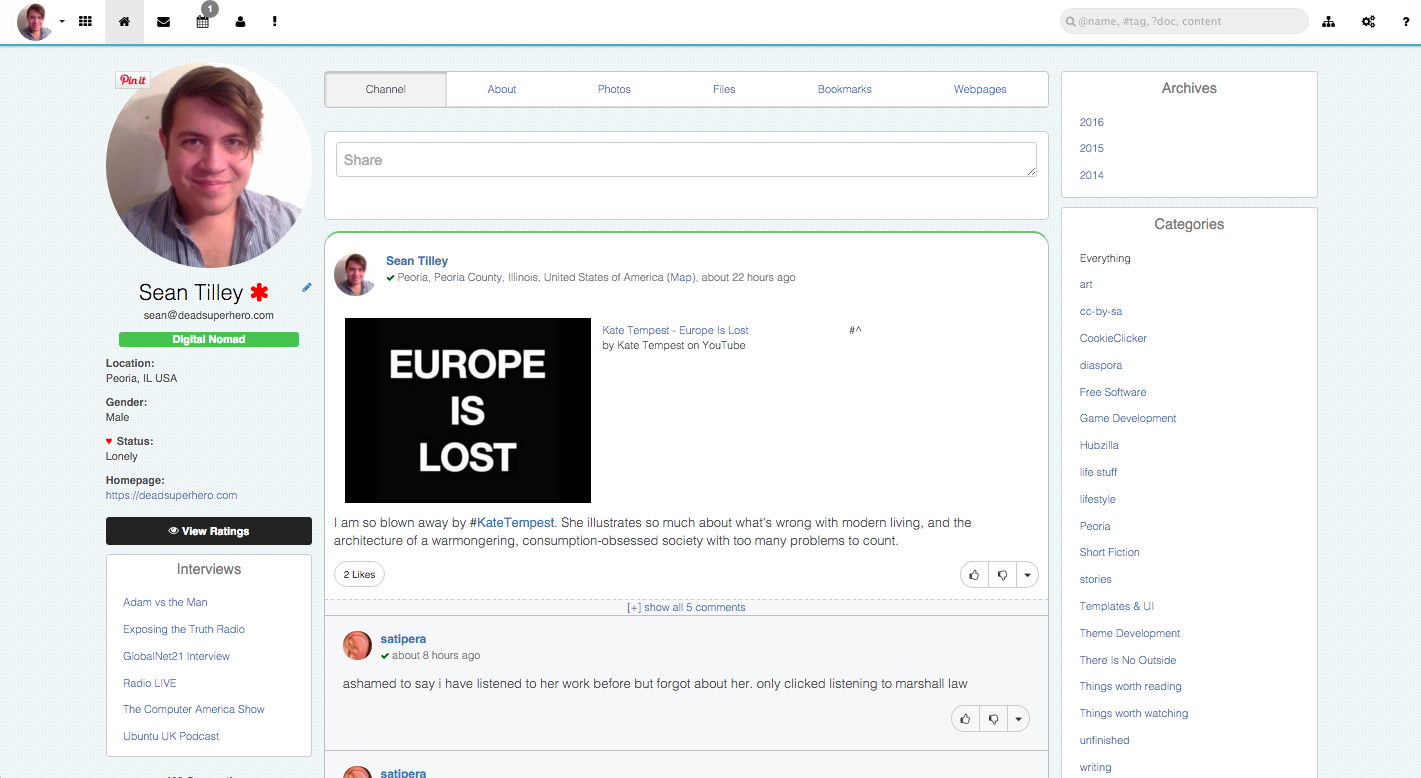 1
@name, #tag, ?doc, content
?
Pin it
Sean Tilley
sean@deadsuperhero.com
Digital Nomad
Location:
Peoria, IL USA
Gender:
Male
Status:
Lonely
Homepage:
https://deadsuperhero.com
View Ratings
Interviews
Adam vs the Man
Exposing the Truth Radio
GlobalNet21 Interview
Radio LIVE
The Computer America Show
Ubuntu UK Podcast
Channel About Photos Files Bookmarks Webpages
Share
Sean Tilley
Peoria, Peoria County, Illinois, United States of America (Map), about 22 hours ago
EUROPE
IS
LOST
Kate Tempest - Europe Is Lost #^
by Kate Tempest on YouTube
I am so blown away by #KateTempest. She illustrates so much about what's wrong with modern living, and the
architecture of a warmongering, consumption-obsessed society with too many problems to count.
2 Likes
[+] show all 5 comments
satipera
about 8 hours ago
ashamed to say i have listened to her work before but forgot about her. only clicked listening to marshall law
satipera
Archives
2016
2015
2014
Categories
Everything
art
cc-by-sa
CookieClicker
diaspora
Free Software
Game Development
Hubzilla
life stuff
lifestyle
Peoria
Short Fiction
stories
Templates & UI
Theme Development
There Is No Outside
Things worth reading
Things worth watching
unfinished
writing